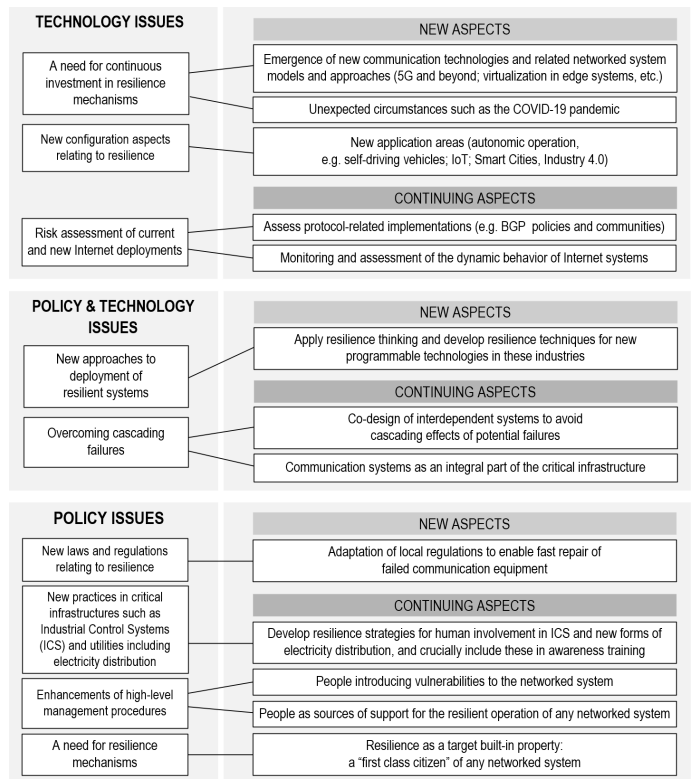 TECHNOLOGY ISSUES
A need for continuous
investment in resilience
mechanisms
New configuration aspects
relating to resilience
Risk assessment of current
and new Internet deployments
NEW ASPECTS
Emergence of new communication technologies and related networked system
models and approaches (5G and beyond; virtualization in edge systems, etc.)
Unexpected circumstances such as the COVID-19 pandemic
New application areas (autonomic operation,
e.g. self-driving vehicles; IoT; Smart Cities, Industry 4.0)
CONTINUING ASPECTS
Assess protocol-related implementations (e.g. BGP policies and communities)
Monitoring and assessment of the dynamic behavior of Internet systems
POLICY & TECHNOLOGY
ISSUES
New approaches to
deployment of
resilient systems
Overcoming cascading
failures
NEW ASPECTS
Apply resilience thinking and develop resilience techniques for new
programmable technologies in these industries
CONTINUING ASPECTS
Co-design of interdependent systems to avoid
cascading effects of potential failures
Communication systems as an integral part of the critical infrastructure
POLICY ISSUES
New laws and regulations
relating to resilience
New practices in critical
infrastructures such as
Industrial Control Systems
(ICS) and utilities including
electricity distribution
Enhancements of high-level
management procedures
A need for resilience
mechanisms
NEW ASPECTS
Adaptation of local regulations to enable fast repair of
failed communication equipment
CONTINUING ASPECTS
Develop resilience strategies for human involvement in ICS and new forms of
electricity distribution, and crucially include these in awareness training
People introducing vulnerabilities to the networked system
People as sources of support for the resilient operation of any networked system
Resilience as a target built-in property:
a “first class citizen” of any networked system